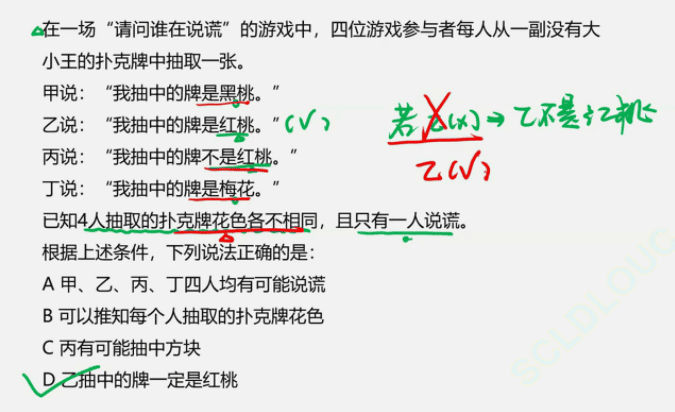 在一场“请问谁在说谎”的游戏中，四位游戏参与者每人从一副没有大
小王的扑克牌中抽取一张。
甲说：“我抽中的牌是黑桃。”
乙说：“我抽中的牌是红桃。”(√) 若乙(×)→乙不是红桃
丙说：“我抽中的牌不是红桃。” 乙(√)
丁说：“我抽中的牌是梅花。”
已知4人抽取的扑克牌花色各不相同，且只有一人说谎。
根据上述条件，下列说法正确的是：
A 甲、乙、丙、丁四人均有可能说谎
B 可以推知每个人抽取的扑克牌花色
C 丙有可能抽中方块
D 乙抽中的牌一定是红桃
SCLDLOUC